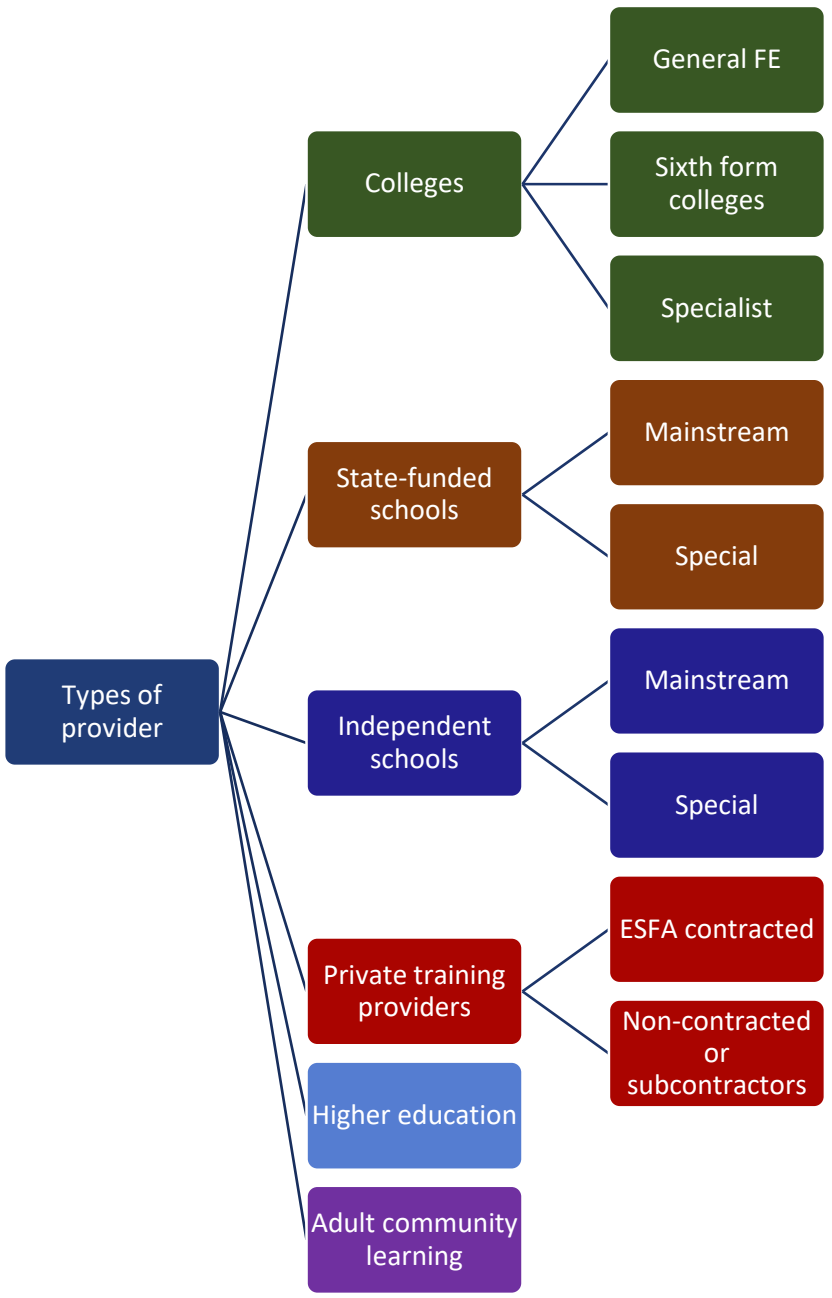 Types of
provider
Colleges
General FE
Sixth form
colleges
Specialist
State-funded
schools
Mainstream
Special
Independent
schools
Mainstream
Special
Private training
providers
ESFA contracted
Non-contracted
or
subcontractors
Higher education
Adult community
learning